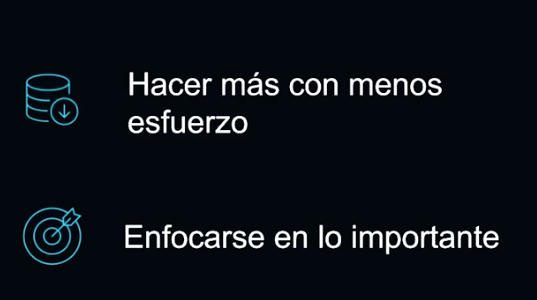 Hacer más con menos
esfuerzo
Enfocarse en lo importante